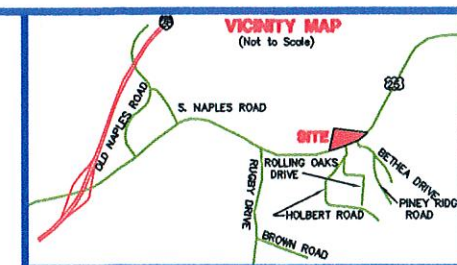 VICINITY MAP
(Not to Scale)
OLD NAPLES ROAD
S. NAPLES ROAD
25
SITE
ROLLING OAKS
DRIVE
BETHEA DRIVE
RUGBY DRIVE
HOLBERT ROAD
PINEY RIDGE
ROAD
BROWN ROAD